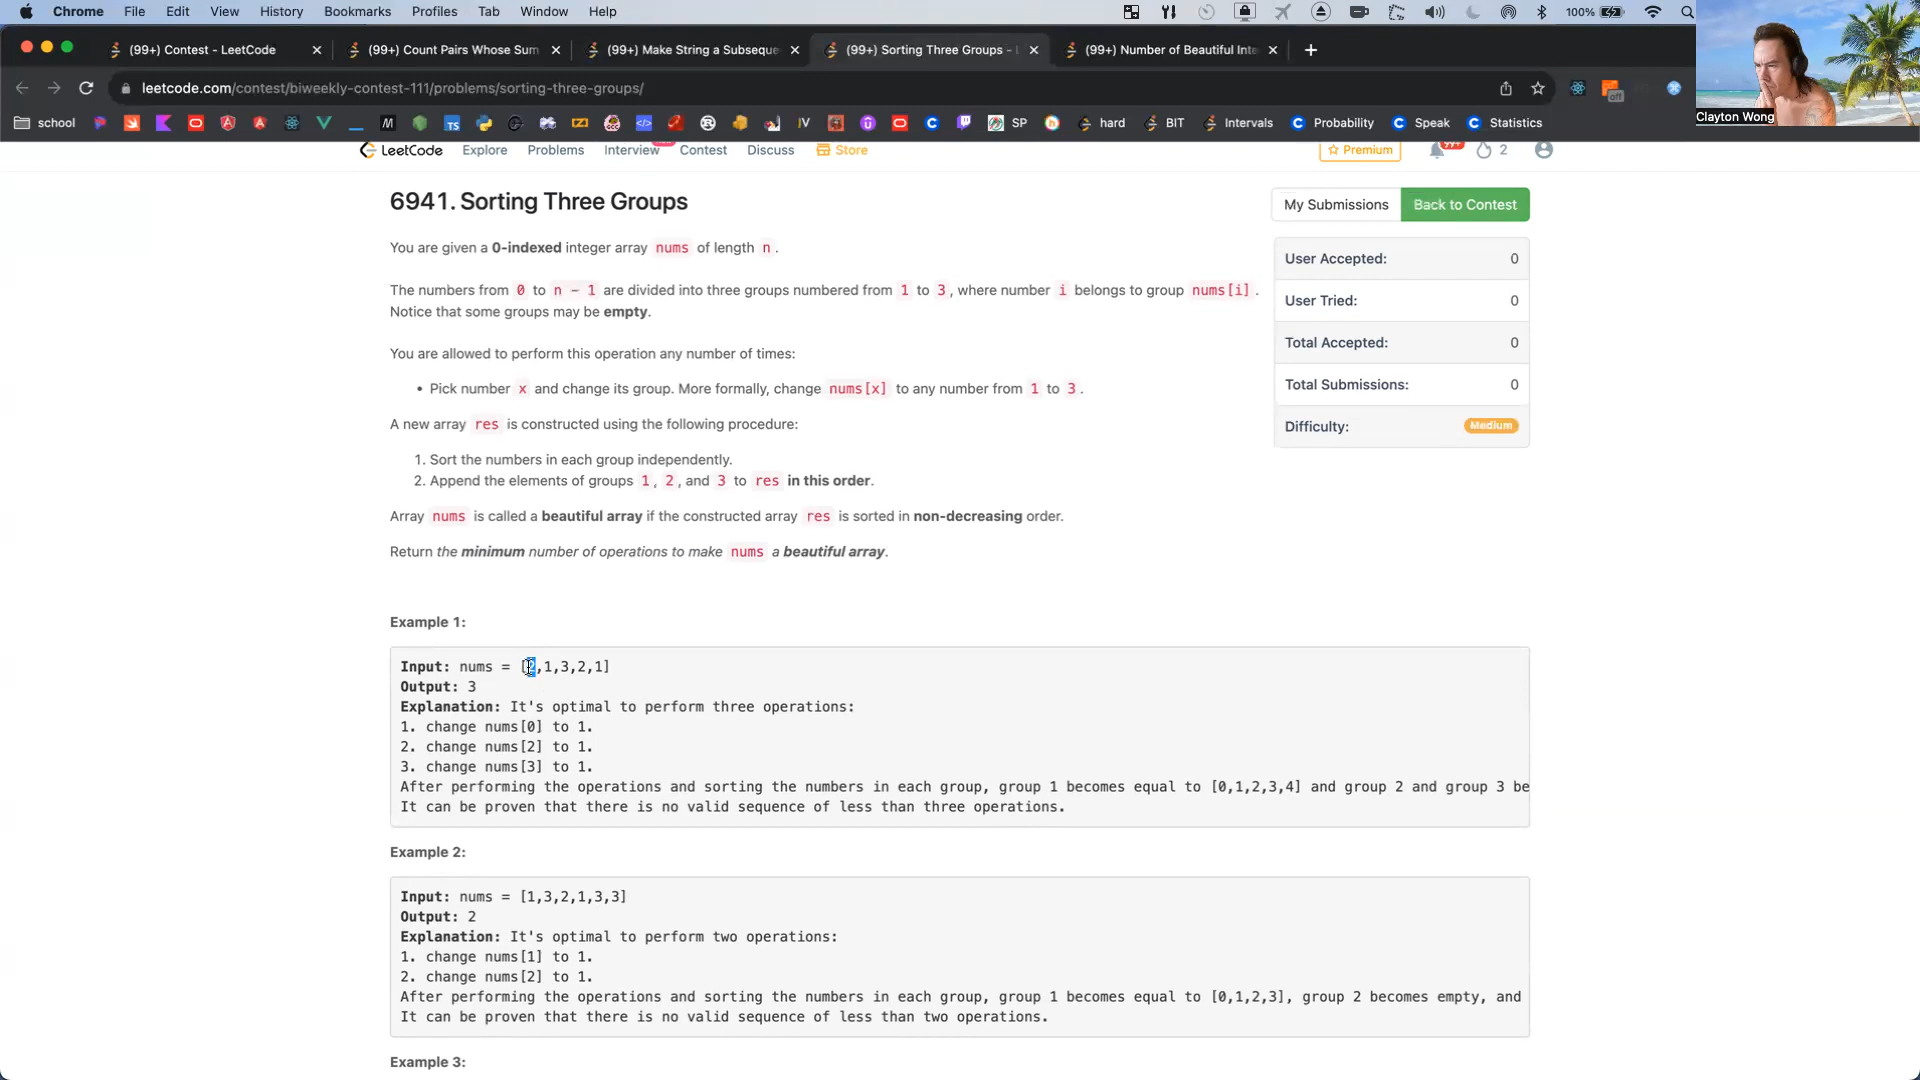 Chrome File Edit View History Bookmarks Profiles Tab Window Help 100%
(99+) Contest - LeetCode (99+) Count Pairs Whose Sum (99+) Make String a Subseque (99+) Sorting Three Groups - L (99+) Number of Beautiful Inte
leetcode.com/contest/biweekly-contest-111/problems/sorting-three-groups/
off
Clayton Wong
school TS IV SP hard BIT Intervals Probability Speak Statistics
LeetCode Explore Problems Interview Contest Discuss Store Premium 2
6941. Sorting Three Groups
My Submissions Back to Contest
You are given a 0-indexed integer array nums of length n.
The numbers from 0 to n - 1 are divided into three groups numbered from 1 to 3, where number i belongs to group nums[i].
Notice that some groups may be empty.
You are allowed to perform this operation any number of times:
• Pick number x and change its group. More formally, change nums[x] to any number from 1 to 3.
A new array res is constructed using the following procedure:
1. Sort the numbers in each group independently.
2. Append the elements of groups 1, 2, and 3 to res in this order.
Array nums is called a beautiful array if the constructed array res is sorted in non-decreasing order.
Return the minimum number of operations to make nums a beautiful array.
User Accepted: 0
User Tried: 0
Total Accepted: 0
Total Submissions: 0
Difficulty: Medium
Example 1:
Input: nums = [2,1,3,2,1]
Output: 3
Explanation: It's optimal to perform three operations:
1. change nums[0] to 1.
2. change nums[2] to 1.
3. change nums[3] to 1.
After performing the operations and sorting the numbers in each group, group 1 becomes equal to [0,1,2,3,4] and group 2 and group 3 be
It can be proven that there is no valid sequence of less than three operations.
Example 2:
Input: nums = [1,3,2,1,3,3]
Output: 2
Explanation: It's optimal to perform two operations:
1. change nums[1] to 1.
2. change nums[2] to 1.
After performing the operations and sorting the numbers in each group, group 1 becomes equal to [0,1,2,3], group 2 becomes empty, and
It can be proven that there is no valid sequence of less than two operations.
Example 3: